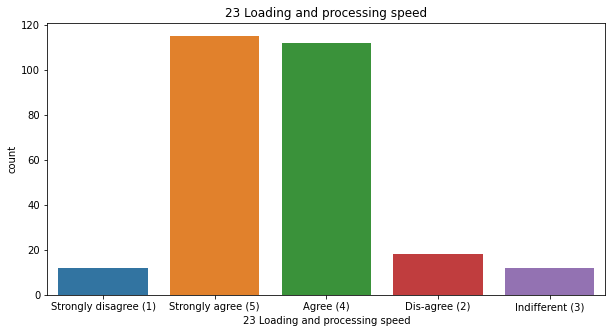 23 Loading and processing speed
120
100
80
60
40
20
0
count
Strongly disagree (1) Strongly agree (5) Agree (4) Dis-agree (2) Indifferent (3)
23 Loading and processing speed